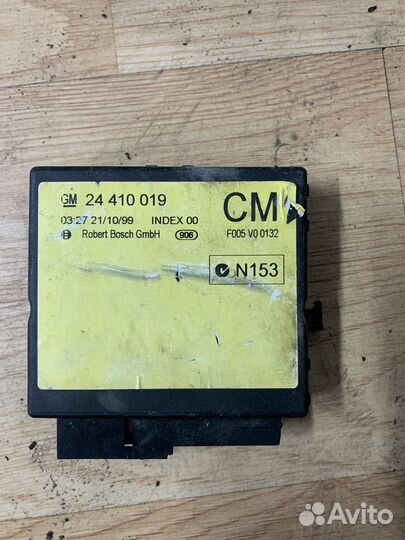 GM 24 410 019
03:27 21/10/99 INDEX 00
Robert Bosch GmbH 906
CM
F005 V0 0132
N153
Avito